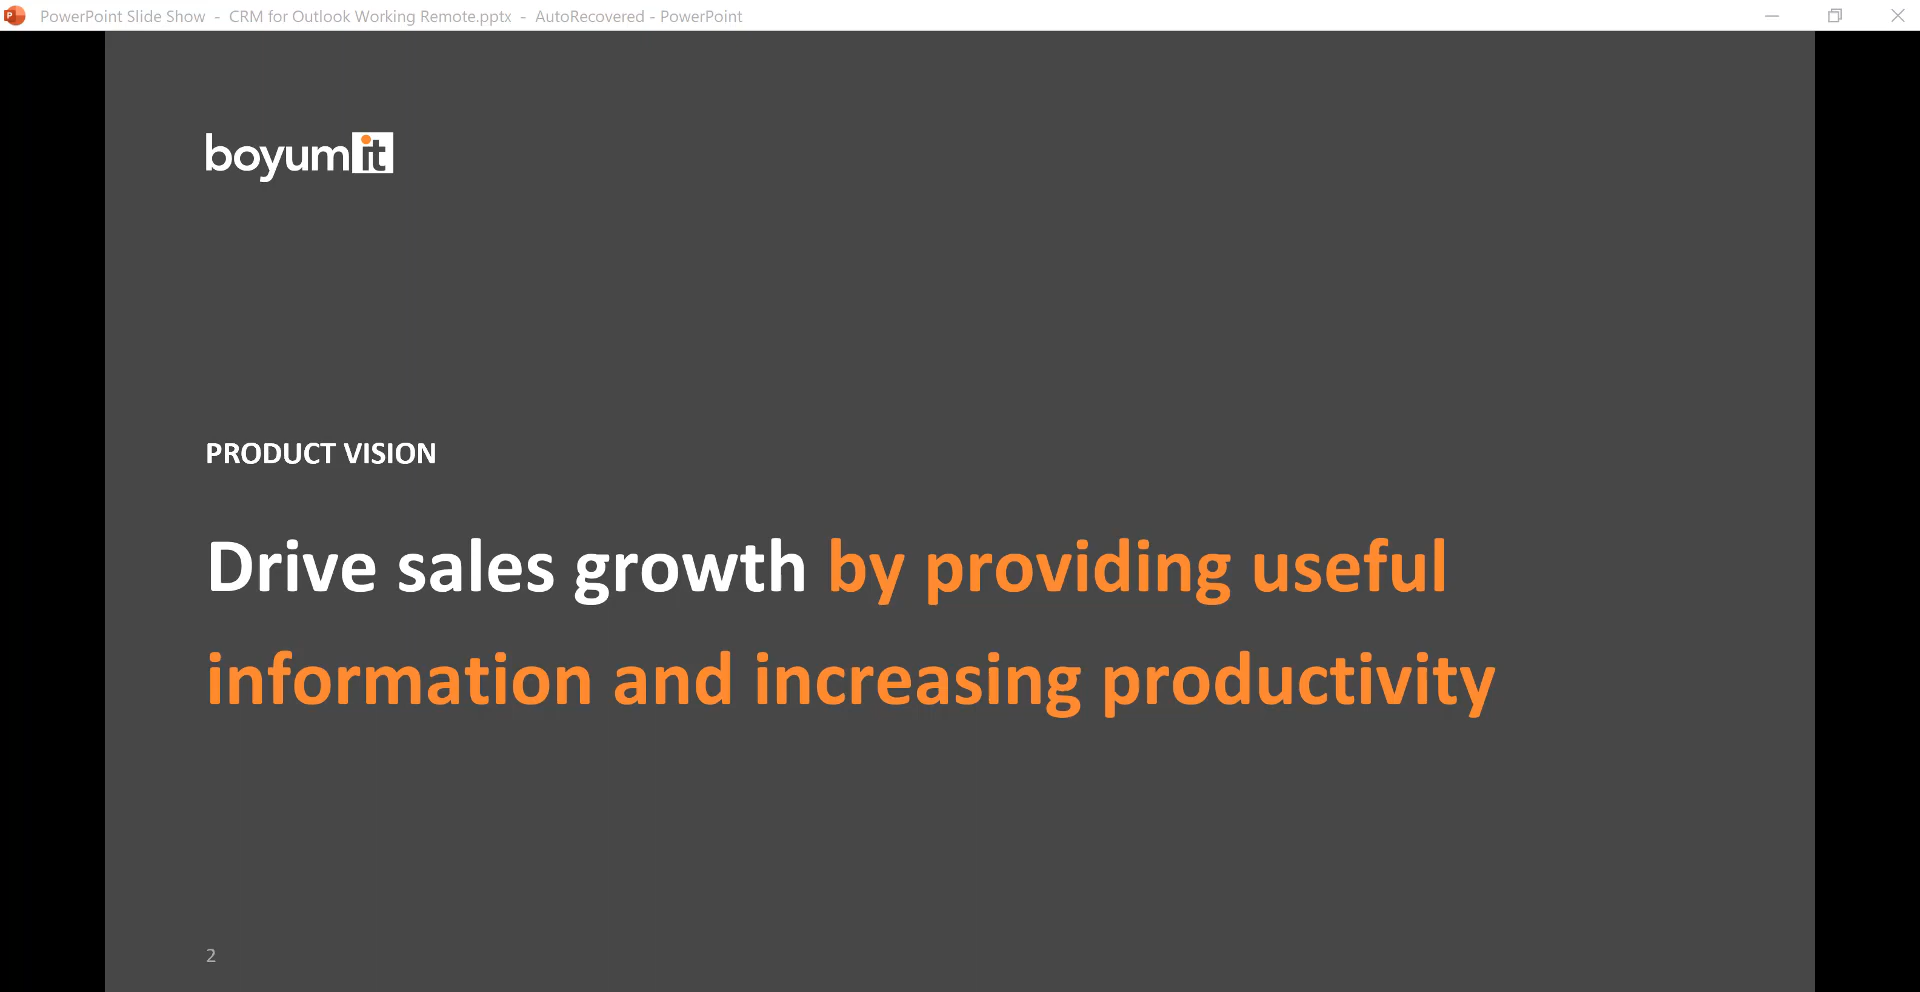 PowerPoint Slide Show - CRM for Outlook Working Remote.pptx - AutoRecovered - PowerPoint
boyumit
PRODUCT VISION
Drive sales growth by providing useful
information and increasing productivity
2